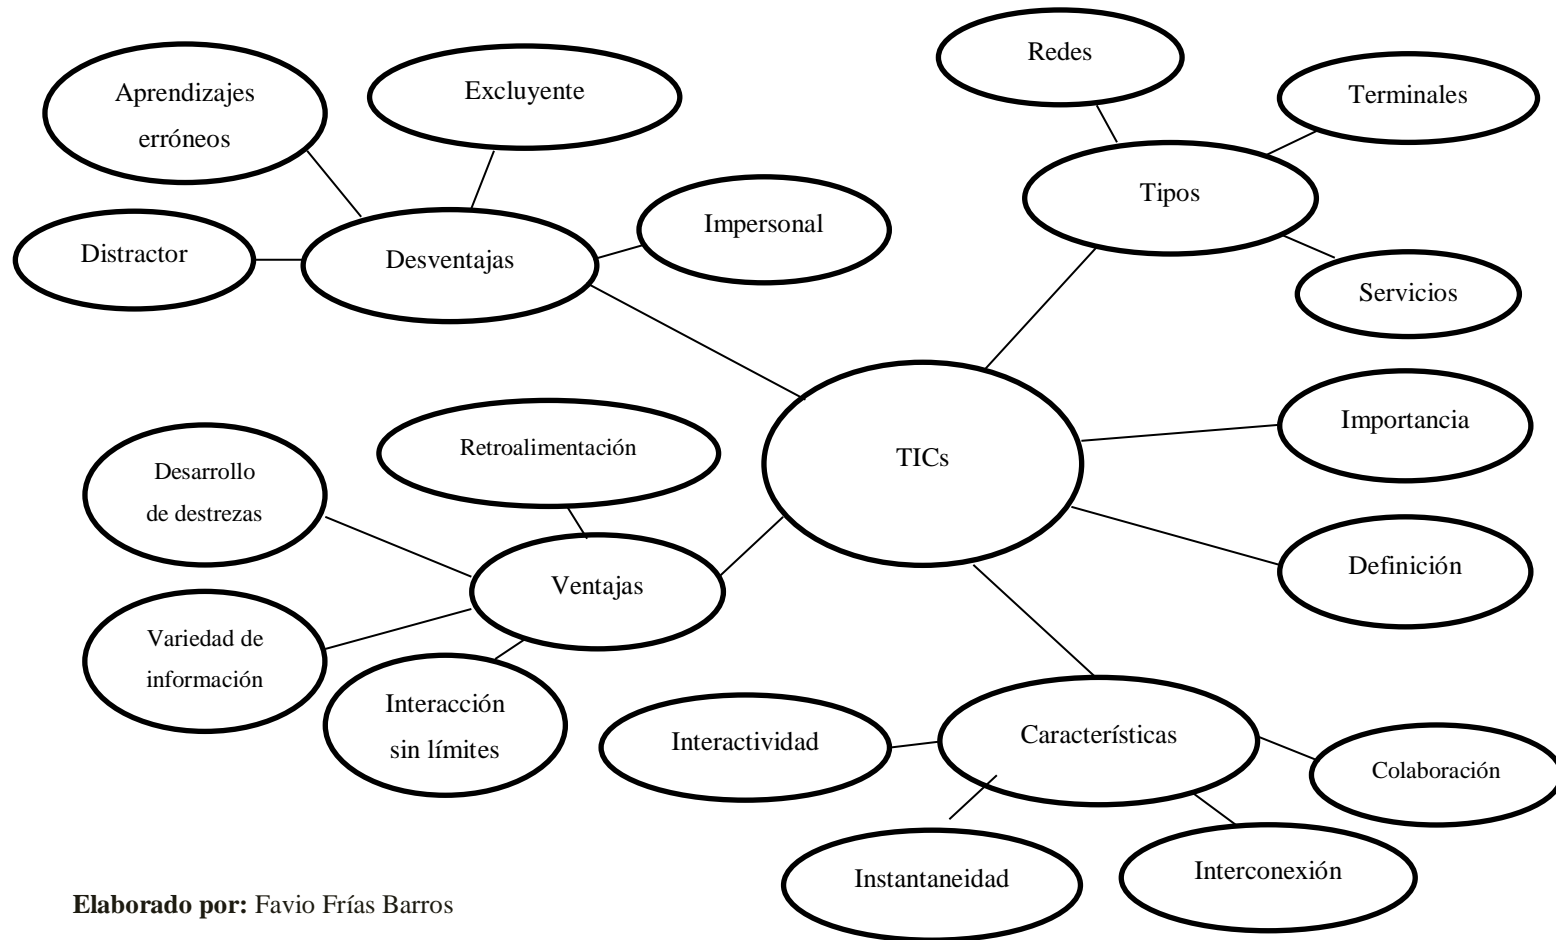 Redes
Aprendizajes
erróneos
Excluyente
Terminales
Tipos
Impersonal
Distractor
Desventajas
Servicios
Importancia
Retroalimentación
TICs
Desarrollo
de destrezas
Definición
Ventajas
Variedad de
información
Interacción
sin límites
Interactividad
Características
Colaboración
Instantaneidad
Interconexión
Elaborado por: Favio Frías Barros